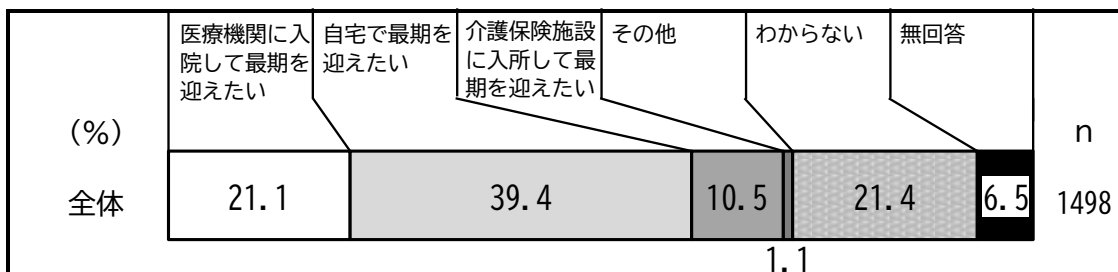 医療機関に入
院して最期を
迎えたい
自宅で最期を
迎えたい
介護保険施設
に入所して最
期を迎えたい
その他
わからない
無回答
(%)
n
全体
21.1
39.4
10.5
21.4
6.5
1498
1.1